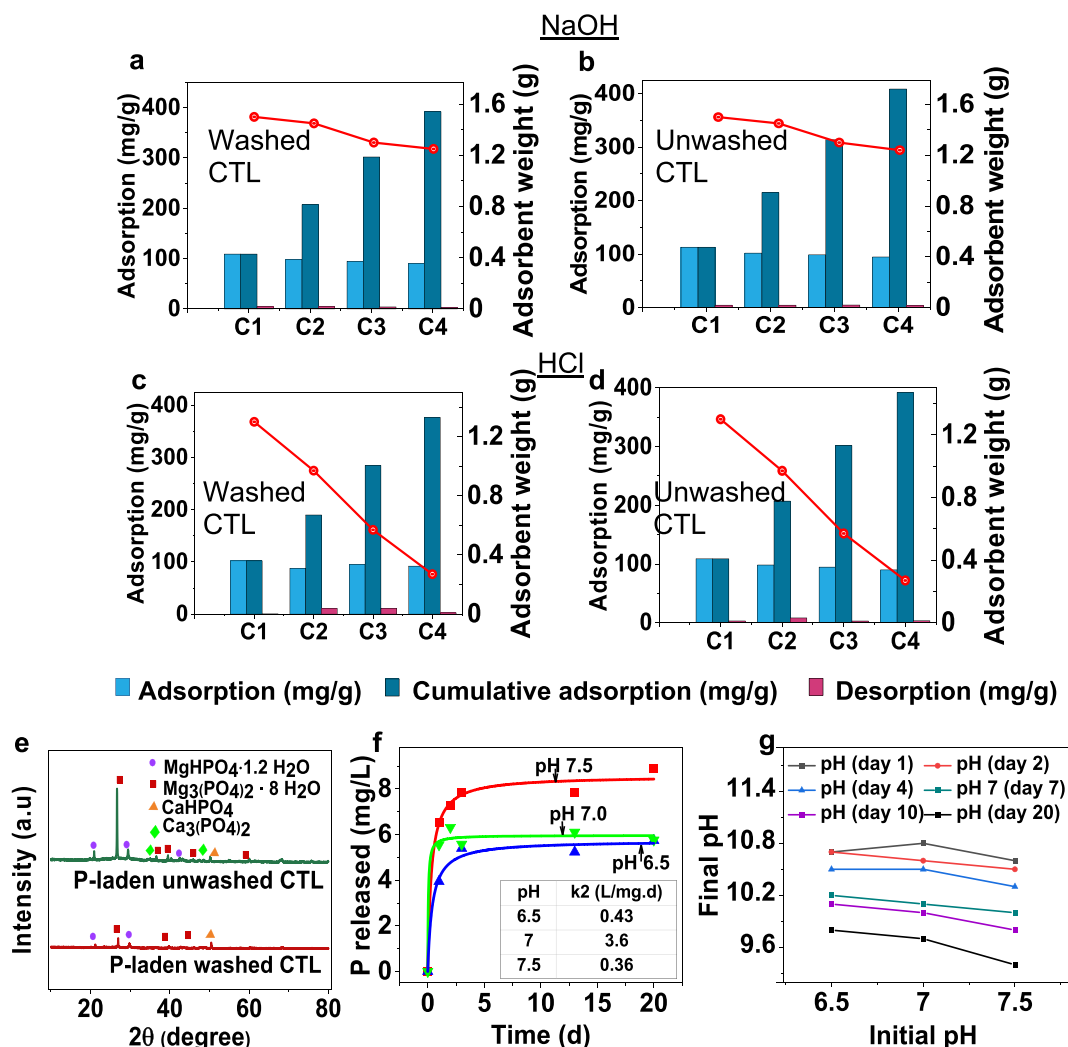 NaOH
a
b
Adsorption (mg/g)
400
300
200
100
0
Washed
CTL
C1 C2 C3 C4
1.6
1.2
0.8
0.4
0
Adsorbent weight (g)
Adsorption (mg/g)
400
300
200
100
0
Unwashed
CTL
C1 C2 C3 C4
1.6
1.2
0.8
0.4
0
Adsorbent weight (g)
HCl
c
d
Adsorption (mg/g)
400
300
200
100
0
Washed
CTL
C1 C2 C3 C4
1.2
0.8
0.4
0
Adsorbent weight (g)
Adsorption (mg/g)
400
300
200
100
0
Unwashed
CTL
C1 C2 C3 C4
1.2
0.8
0.4
0
Adsorbent weight (g)
Adsorption (mg/g) Cumulative adsorption (mg/g) Desorption (mg/g)
e
Intensity (a.u)
MgHPO4·1.2 H2O
Mg3(PO4)2 · 8 H2O
CaHPO4
Ca3(PO4)2
P-laden unwashed CTL
P-laden washed CTL
20 40 60 80
2θ (degree)
f
P released (mg/L)
8
6
4
2
0
pH 7.5
pH 7.0
pH 6.5
pH k2 (L/mg.d)
6.5 0.43
7 3.6
7.5 0.36
0 5 10 15 20
Time (d)
g
Final pH
11.4
10.8
10.2
9.6
pH (day 1) pH (day 2)
pH (day 4) pH 7 (day 7)
pH (day 10) pH (day 20)
6.5 7 7.5
Initial pH